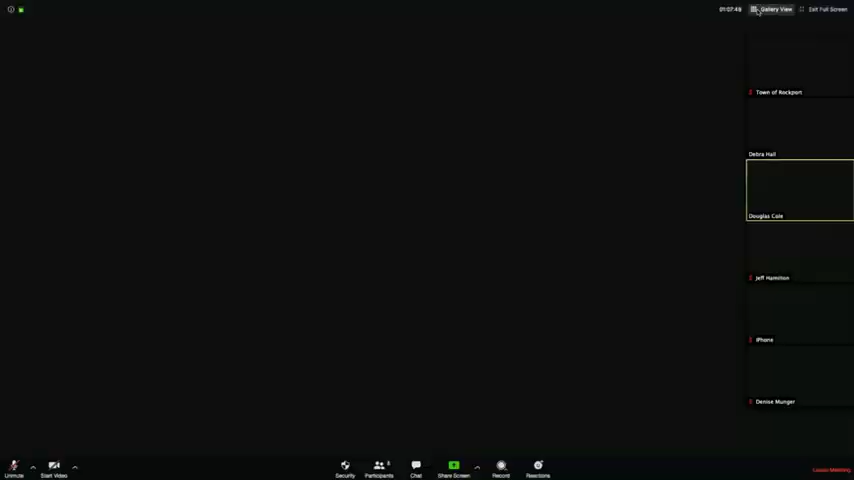 01:07:49 Gallery View Exit Full Screen
Town of Rockport
Debra Hall
Douglas Cole
Jeff Hamilton
iPhone
Denise Munger
Unmute Start Video Security Participants 8 Chat Share Screen Record Reactions Leave Meeting